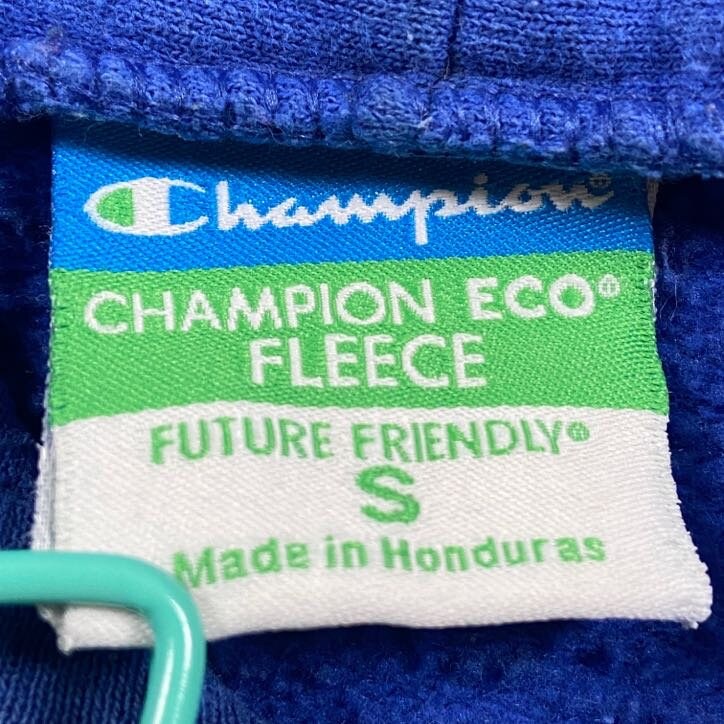 Champion®
CHAMPION ECO®
FLEECE
FUTURE FRIENDLY®
S
Made in Honduras